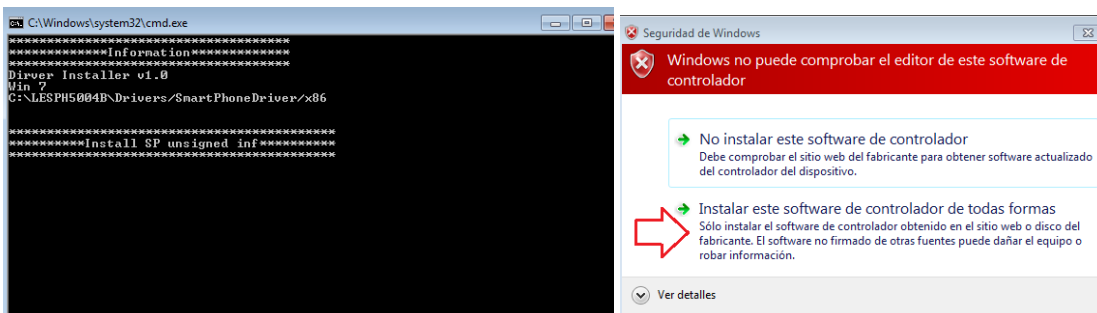 C:\Windows\system32\cmd.exe
*************************************
*************Information*************
*************************************
Dirver Installer v1.0
Win 7
C:\LESPH5004B\Drivers/SmartPhoneDriver/x86
*******************************************
**********Install SP unsigned inf**********
*******************************************
Seguridad de Windows
Windows no puede comprobar el editor de este software de
controlador
No instalar este software de controlador
Debe comprobar el sitio web del fabricante para obtener software actualizado
del controlador del dispositivo.
Instalar este software de controlador de todas formas
Sólo instalar el software de controlador obtenido en el sitio web o disco del
fabricante. El software no firmado de otras fuentes puede dañar el equipo o
robar información.
Ver detalles